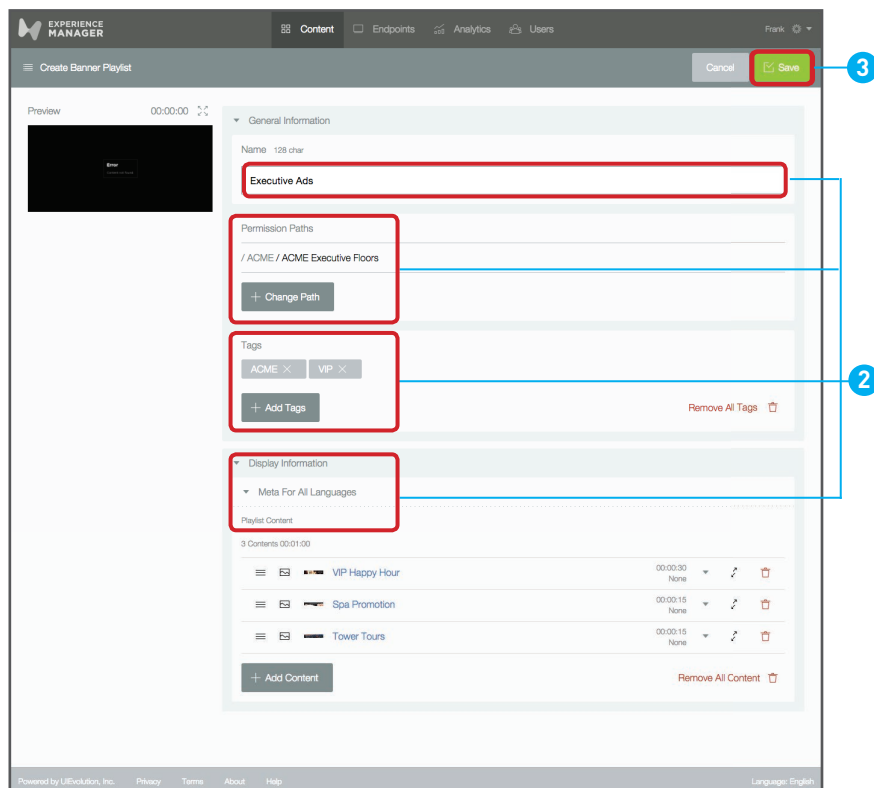 EXPERIENCE
MANAGER
Content Endpoints Analytics Users
Frank
Create Banner Playlist
Cancel Save
3
Preview 00:00:00
Error
General Information
Name 128 char
Executive Ads
Permission Paths
/ ACME / ACME Executive Floors
+ Change Path
Tags
ACME × VIP ×
+ Add Tags
Remove All Tags
2
Display Information
Meta For All Languages
Playlist Content
3 Contents 00:01:00
VIP Happy Hour 00:00:30
None
Spa Promotion 00:00:15
None
Tower Tours 00:00:15
None
+ Add Content
Remove All Content
Powered by UIEvolution, Inc. Privacy Terms About Help Language: English